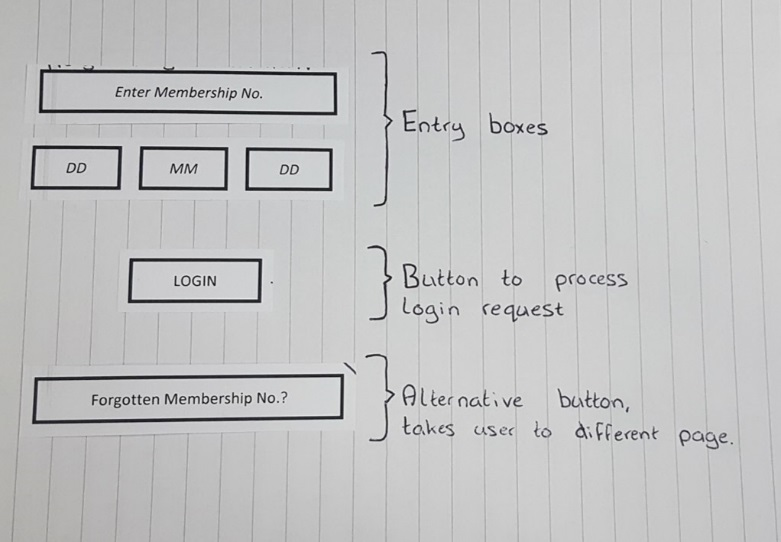 Enter Membership No.
Entry boxes
DD MM DD
LOGIN
Button to process
login request
Forgotten Membership No.?
Alternative button,
takes user to different page.